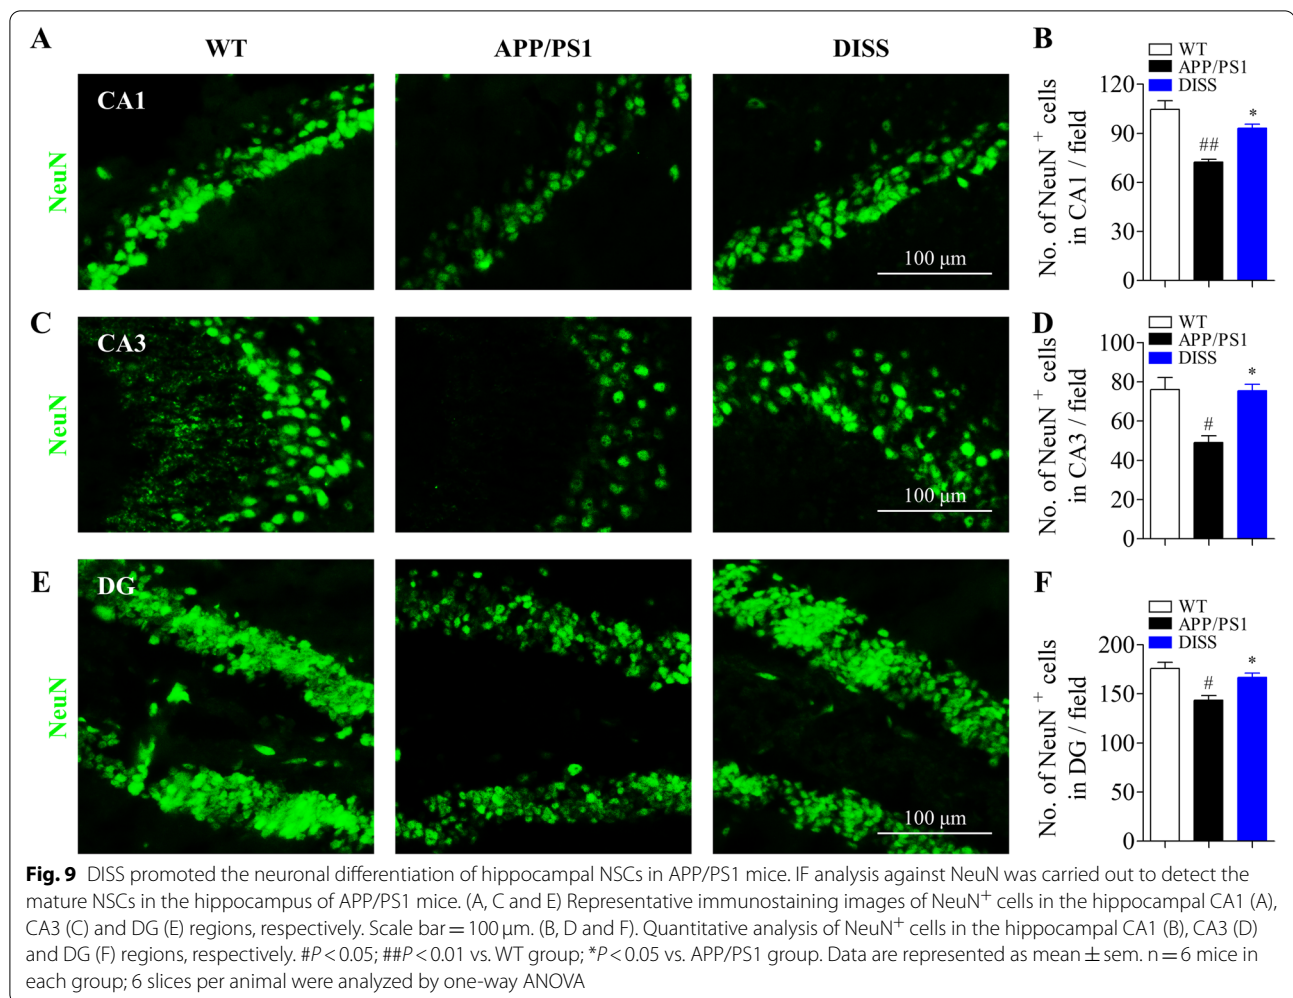 A
WT
APP/PS1
DISS
CA1
NeuN
100 μm
B
WT
APP/PS1
DISS
No. of NeuN⁺ cells
in CA1 / field
120
90
60
30
0
##
*
C
CA3
NeuN
100 μm
D
WT
APP/PS1
DISS
No. of NeuN⁺ cells
in CA3 / field
100
80
60
40
20
0
#
*
E
DG
NeuN
100 μm
F
WT
APP/PS1
DISS
No. of NeuN⁺ cells
in DG / field
200
150
100
50
0
#
*
Fig. 9 DISS promoted the neuronal differentiation of hippocampal NSCs in APP/PS1 mice. IF analysis against NeuN was carried out to detect the
mature NSCs in the hippocampus of APP/PS1 mice. (A, C and E) Representative immunostaining images of NeuN⁺ cells in the hippocampal CA1 (A),
CA3 (C) and DG (E) regions, respectively. Scale bar = 100 μm. (B, D and F). Quantitative analysis of NeuN⁺ cells in the hippocampal CA1 (B), CA3 (D)
and DG (F) regions, respectively. #P < 0.05; ##P < 0.01 vs. WT group; *P < 0.05 vs. APP/PS1 group. Data are represented as mean ± sem. n = 6 mice in
each group; 6 slices per animal were analyzed by one-way ANOVA